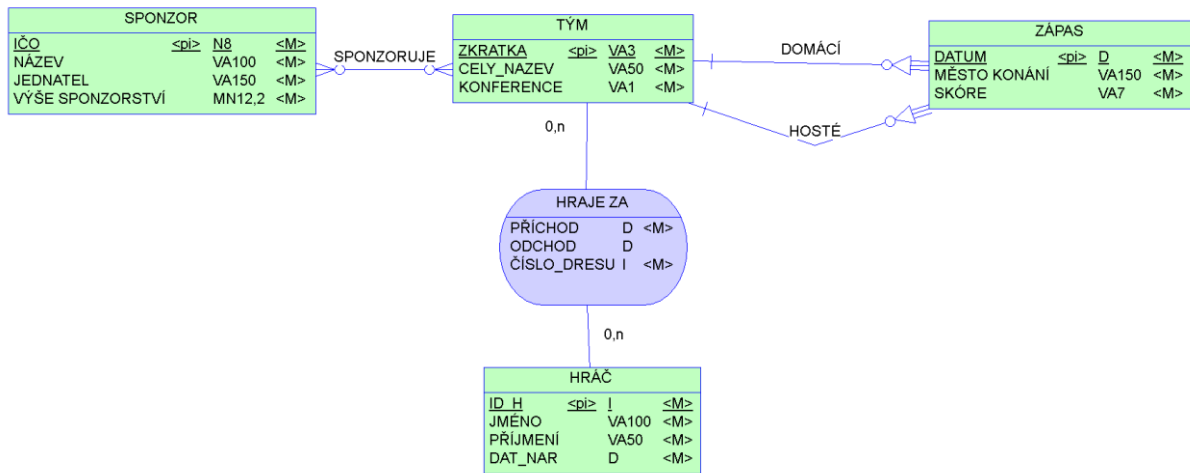 SPONZOR
IČO <pi> N8 <M>
NÁZEV VA100 <M>
JEDNATEL VA150 <M>
VÝŠE SPONZORSTVÍ MN12,2 <M>
SPONZORUJE
TÝM
ZKRATKA <pi> VA3 <M>
CELY_NAZEV VA50 <M>
KONFERENCE VA1 <M>
DOMÁCÍ
HOSTÉ
ZÁPAS
DATUM <pi> D <M>
MĚSTO KONÁNÍ VA150 <M>
SKÓRE VA7 <M>
0,n
HRAJE ZA
PŘÍCHOD D <M>
ODCHOD D
ČÍSLO_DRESU I <M>
0,n
HRÁČ
ID_H <pi> I <M>
JMÉNO VA100 <M>
PŘÍJMENÍ VA50 <M>
DAT_NAR D <M>